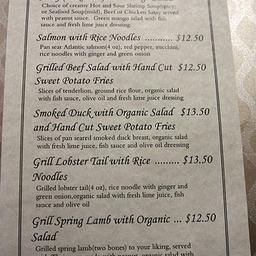 Choice of creamy Hot and Sour Shrimp Soup(spicy)
or Seafood Soup(mild), Beef or Chicken Satay served
with peanut sauce. Green mango salad with fish
sauce and fresh lime juice dressing
Salmon with Rice Noodles ........... $12.50
Pan sear Atlantic salmon(4 oz), red pepper, zucchini,
rice noodles with ginger and green onion
Grilled Beef Salad with Hand Cut $12.50
Sweet Potato Fries
Slices of tenderlion, ground rice flour, organic salad
with fish sauce, olive oil and fresh lime juice dressing
Smoked Duck with Organic Salad $13.50
and Hand Cut Sweet Potato Fries
Slices of pan seared smoked duck breast, organic salad
with fresh lime juice, fish sauce and olive oil dressing
Grill Lobster Tail with Rice ......... $13.50
Noodles
Grilled lobster tail(4 oz), rice noodle with ginger and
green onion,organic salad with fresh lime juice, fish
sauce and olive oil
Grill Spring Lamb with Organic ... $12.50
Salad
Grilled spring lamb(two bones) to your liking, served